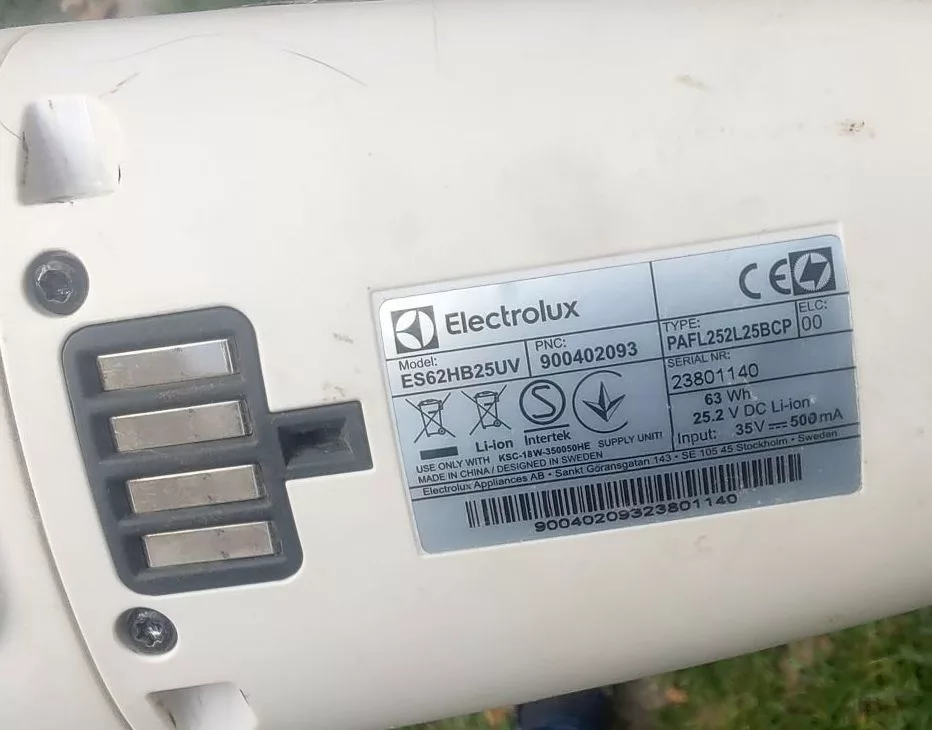 Electrolux
CE
Model:
ES62HB25UV
PNC:
900402093
TYPE:
PAFL252L25BCP
ELC:
00
SERIAL NR:
23801140
63 Wh
25.2 V DC Li-ion
Input: 35V ⎓ 500 mA
Li-ion
S
Intertek
USE ONLY WITH KSC-18W-350050HE SUPPLY UNIT!
MADE IN CHINA / DESIGNED IN SWEDEN
Electrolux Appliances AB - Sankt Göransgatan 143 - SE 105 45 Stockholm - Sweden
90040209323801140